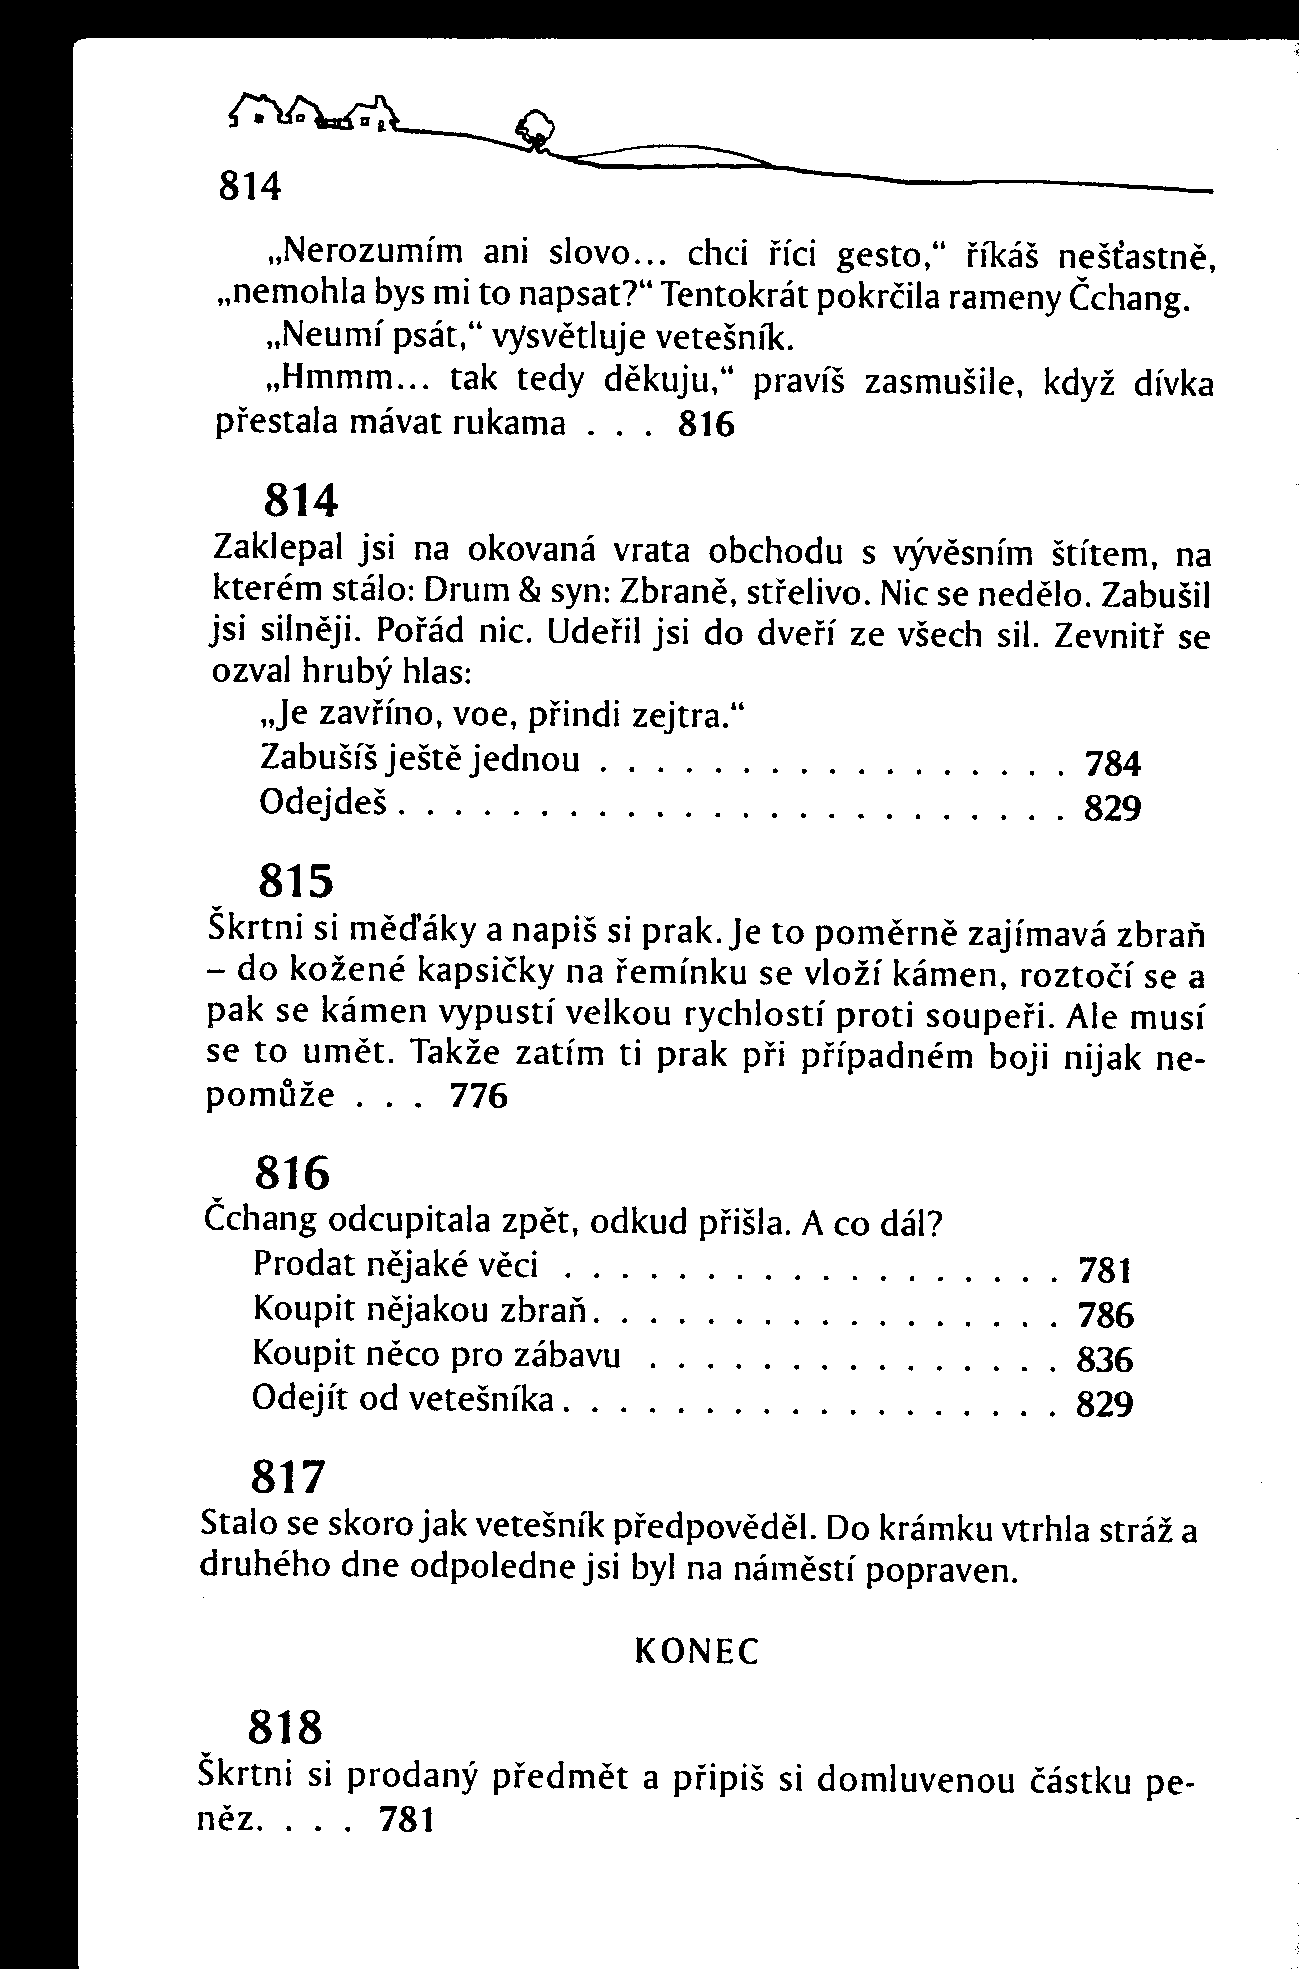 814
„Nerozumím ani slovo... chci říci gesto,“ říkáš nešťastně,
„nemohla bys mi to napsat?“ Tentokrát pokrčila rameny Čchang.
„Neumí psát,“ vysvětluje vetešník.
„Hmmm... tak tedy děkuju,“ pravíš zasmušile, když dívka
přestala mávat rukama . . . 816
814
Zaklepal jsi na okovaná vrata obchodu s vývěsním štítem, na
kterém stálo: Drum & syn: Zbraně, střelivo. Nic se nedělo. Zabušil
jsi silněji. Pořád nic. Udeřil jsi do dveří ze všech sil. Zevnitř se
ozval hrubý hlas:
„Je zavříno, voe, přindi zejtra.“
Zabušíš ještě jednou . . . . . . . . . . . . . . . . . 784
Odejdeš . . . . . . . . . . . . . . . . . . . . . . . . 829
815
Škrtni si měďáky a napiš si prak. Je to poměrně zajímavá zbraň
– do kožené kapsičky na řemínku se vloží kámen, roztočí se a
pak se kámen vypustí velkou rychlostí proti soupeři. Ale musí
se to umět. Takže zatím ti prak při případném boji nijak ne-
pomůže . . . 776
816
Čchang odcupitala zpět, odkud přišla. A co dál?
Prodat nějaké věci . . . . . . . . . . . . . . . . . . 781
Koupit nějakou zbraň. . . . . . . . . . . . . . . . . 786
Koupit něco pro zábavu . . . . . . . . . . . . . . . 836
Odejít od vetešníka. . . . . . . . . . . . . . . . . . 829
817
Stalo se skoro jak vetešník předpověděl. Do krámku vtrhla stráž a
druhého dne odpoledne jsi byl na náměstí popraven.
KONEC
818
Škrtni si prodaný předmět a připiš si domluvenou částku pe-
něz. . . . 781